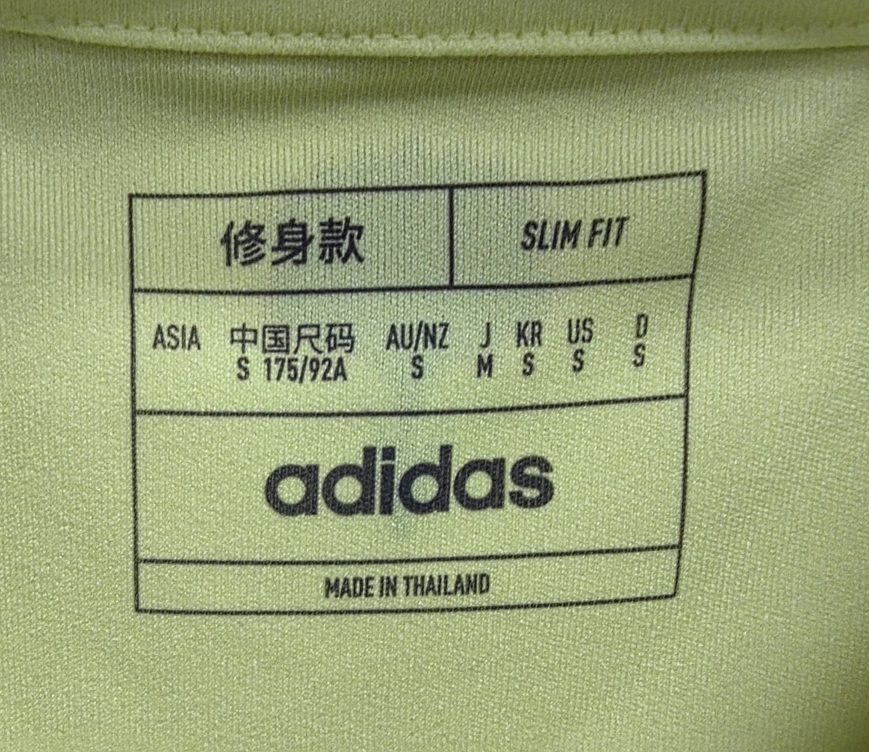 修身款 SLIM FIT
ASIA 中国尺码 AU/NZ J KR US D
S 175/92A S M S S S
adidas
MADE IN THAILAND